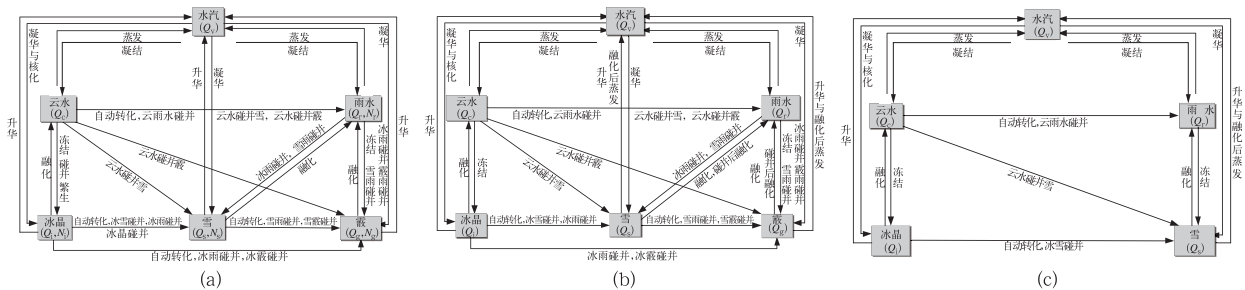 水汽
(Qv)
凝华与核化
蒸发
凝结
升华
凝华
蒸发
凝结
凝华
云水
(Qc)
雨水
(Qr,Nr)
自动转化,云雨水碰并
云水碰并雪, 云水碰并霰
升华
升华
融化
冻结
碰并
繁生
云水碰并霰
云水碰并雪
冰雨碰并, 雪雨碰并
融化
融化
冻结
雪雨碰并
冰雨碰并
霰雨碰并
冰晶
(Qi,Ni)
自动转化,冰雪碰并,冰雨碰并
冰晶碰并
雪
(Qs,Ns)
自动转化,雪雨碰并,雪霰碰并
霰
(Qg,Ng)
自动转化,冰雨碰并,冰霰碰并
(a)
水汽
(Qv)
凝华与核化
蒸发
凝结
升华
融化后蒸发
凝华
蒸发
凝结
凝华
云水
(Qc)
雨水
(Qr)
自动转化,云雨水碰并
云水碰并雪, 云水碰并霰
升华
升华与融化后蒸发
融化
冻结
云水碰并霰
云水碰并雪
冰雨碰并, 雪雨碰并
融化, 碰并后融化
融化
碰并后融化
冻结
雪雨碰并
冰雨碰并
霰雨碰并
冰晶
(Qi)
自动转化,冰雪碰并,冰雨碰并
雪
(Qs)
自动转化,雪雨碰并,雪霰碰并
霰
(Qg)
冰雨碰并,冰霰碰并
(b)
水汽
(Qv)
凝华与核化
蒸发
凝结
蒸发
凝结
凝华
云水
(Qc)
雨 水
(Qr)
自动转化,云雨水碰并
升华
升华与融化后蒸发
融化
冻结
云水碰并雪
融化
冻结
冰晶
(Qi)
自动转化,冰雪碰并
雪
(Qs)
(c)